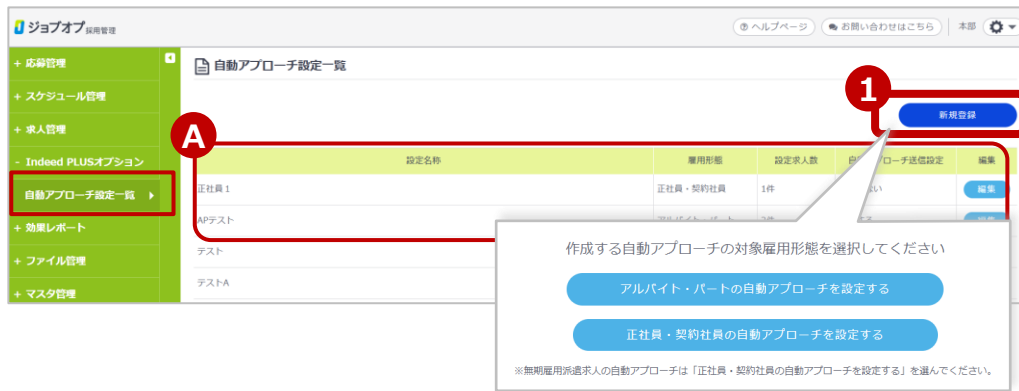 ジョブオプ採用管理
ヘルプページ お問い合わせはこちら 本部
+ 応募管理
自動アプローチ設定一覧
+ スケジュール管理
1
+ 求人管理
新規登録
A
- Indeed PLUSオプション
設定名称 雇用形態 設定求人数 ローチ送信設定 編集
自動アプローチ設定一覧
正社員1 正社員・契約社員 1件 ない 編集
+ 効果レポート
APテスト
テスト
+ ファイル管理
テストA
+ マスタ管理
作成する自動アプローチの対象雇用形態を選択してください
アルバイト・パートの自動アプローチを設定する
正社員・契約社員の自動アプローチを設定する
※無期雇用派遣求人の自動アプローチは「正社員・契約社員の自動アプローチを設定する」を選んでください。